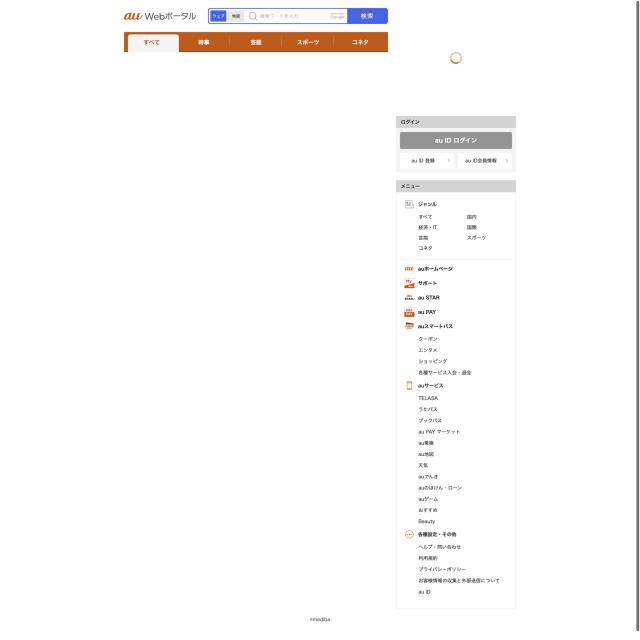 au Webポータル
ウェブ 地図 検索ワードを入力 Google 検索
すべて 時事 芸能 スポーツ コネタ
ログイン
au ID ログイン
au ID 登録 au ID会員情報
メニュー
ジャンル
すべて 国内
経済・IT 国際
芸能 スポーツ
コネタ
auホームページ
サポート
au STAR
au PAY
auスマートパス
クーポン
エンタメ
ショッピング
各種サービス入会・退会
auサービス
TELASA
うたパス
ブックパス
au PAY マーケット
au乗換
au地図
天気
auでんき
auのほけん・ローン
auゲーム
おすすめ
Beauty
各種設定・その他
ヘルプ・問い合わせ
利用規約
プライバシーポリシー
お客様情報の収集と外部送信について
au ID
©mediba